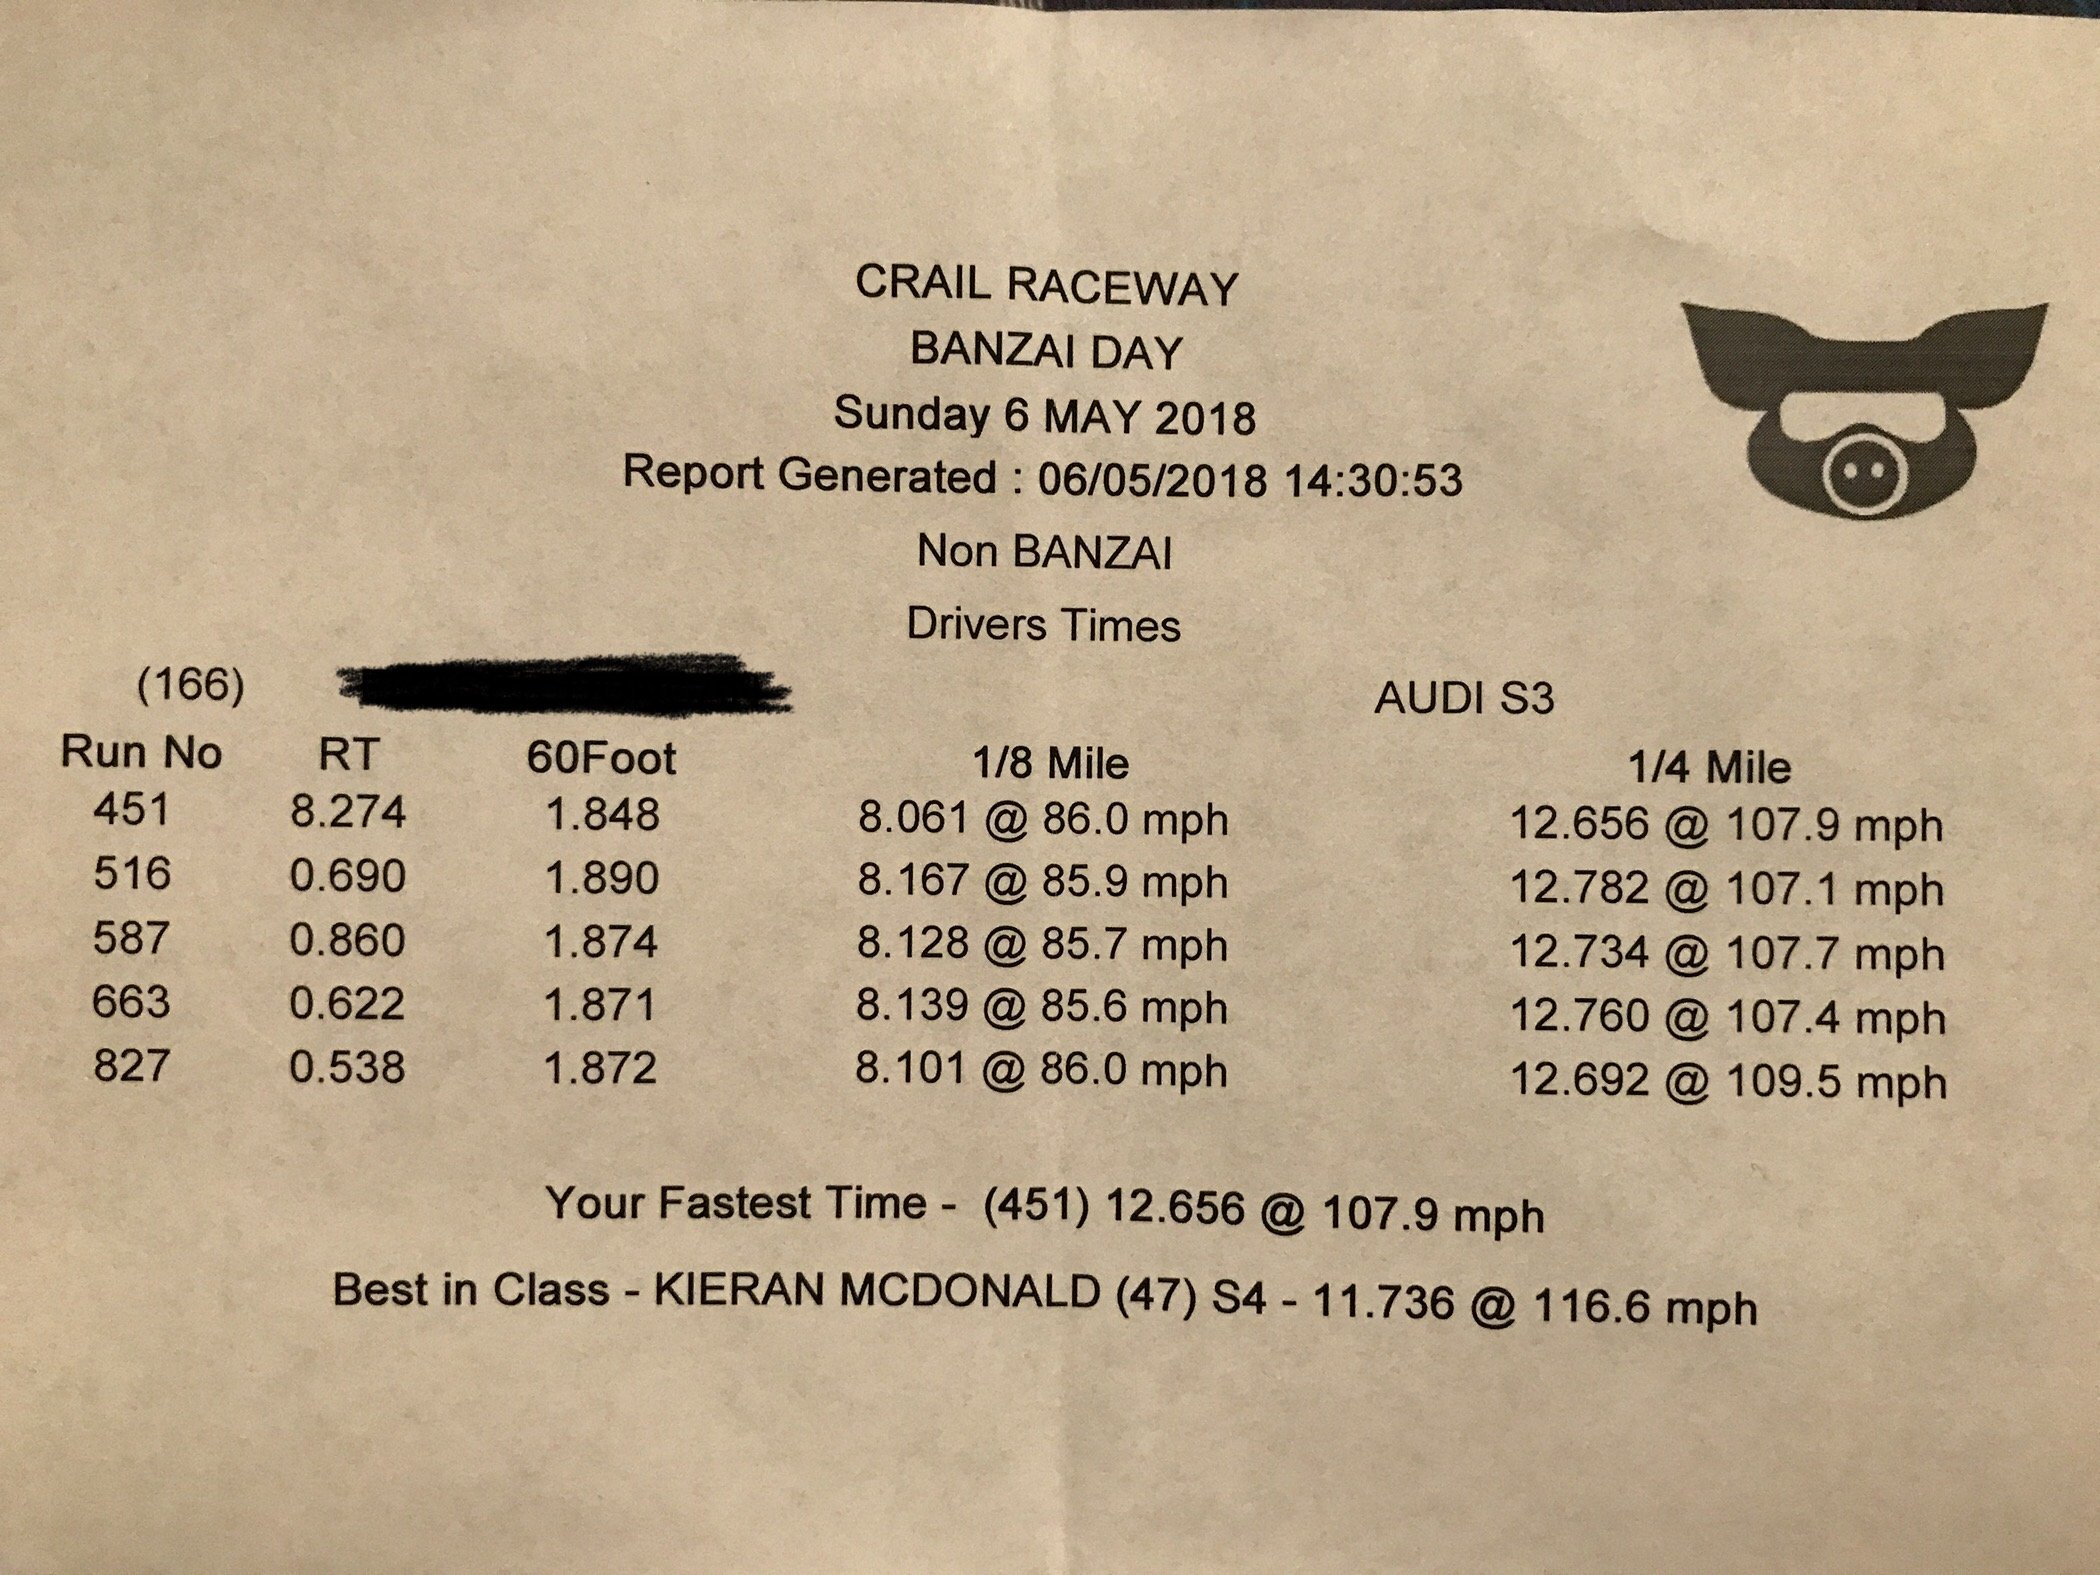 CRAIL RACEWAY
BANZAI DAY
Sunday 6 MAY 2018
Report Generated : 06/05/2018 14:30:53
Non BANZAI
Drivers Times
(166) AUDI S3
Run No RT 60Foot 1/8 Mile 1/4 Mile
451 8.274 1.848 8.061 @ 86.0 mph 12.656 @ 107.9 mph
516 0.690 1.890 8.167 @ 85.9 mph 12.782 @ 107.1 mph
587 0.860 1.874 8.128 @ 85.7 mph 12.734 @ 107.7 mph
663 0.622 1.871 8.139 @ 85.6 mph 12.760 @ 107.4 mph
827 0.538 1.872 8.101 @ 86.0 mph 12.692 @ 109.5 mph
Your Fastest Time - (451) 12.656 @ 107.9 mph
Best in Class - KIERAN MCDONALD (47) S4 - 11.736 @ 116.6 mph